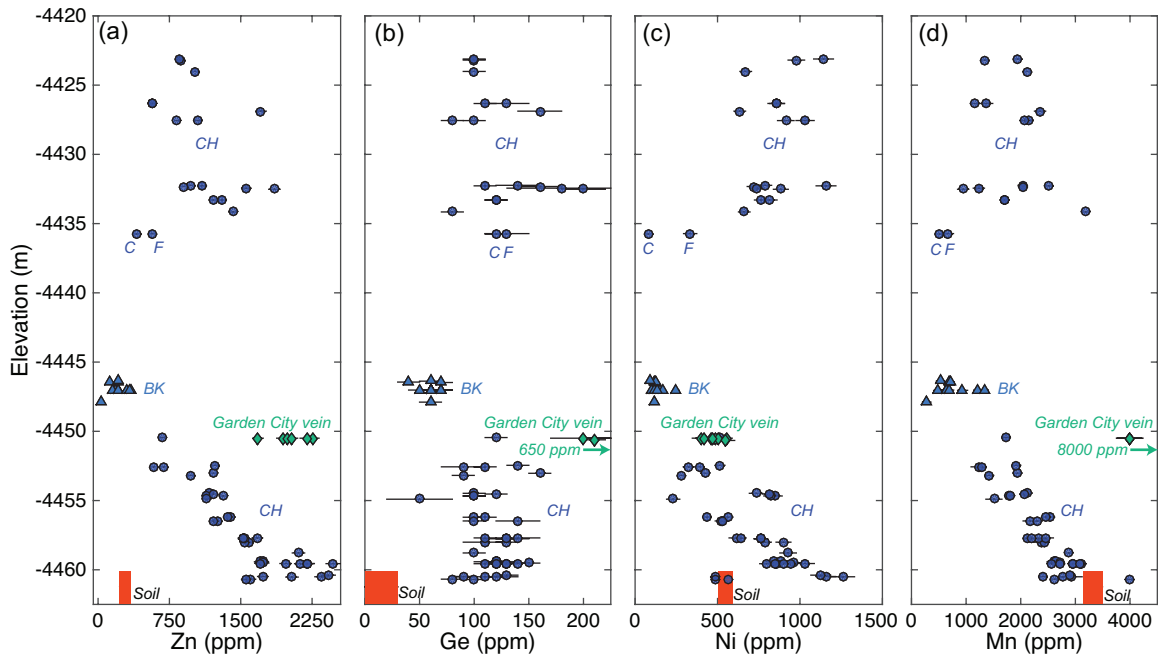 (a) (b) (c) (d)
-4420
-4425
-4430
-4435
-4440
-4445
-4450
-4455
-4460
Elevation (m)
CH CH CH CH
C F C F C F C F
BK BK BK BK
Garden City vein Garden City vein Garden City vein Garden City vein
650 ppm 8000 ppm
CH CH CH CH
Soil Soil Soil
0 750 1500 2250 0 50 100 150 200 0 500 1000 1500 0 1000 2000 3000 4000
Zn (ppm) Ge (ppm) Ni (ppm) Mn (ppm)